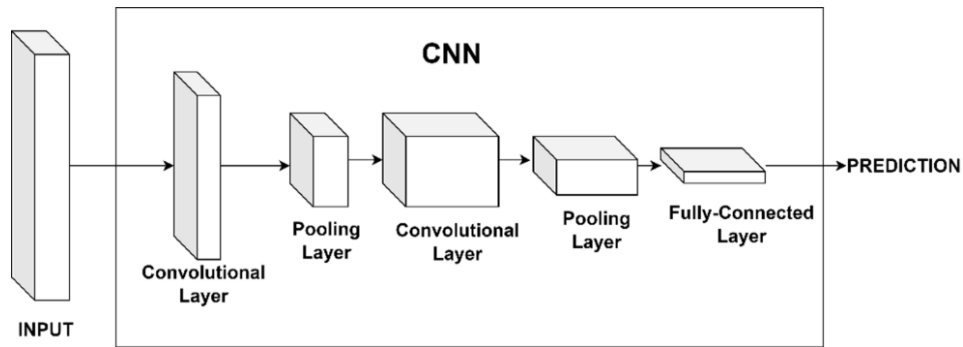 CNN
INPUT
Convolutional
Layer
Pooling
Layer
Convolutional
Layer
Pooling
Layer
Fully-Connected
Layer
PREDICTION